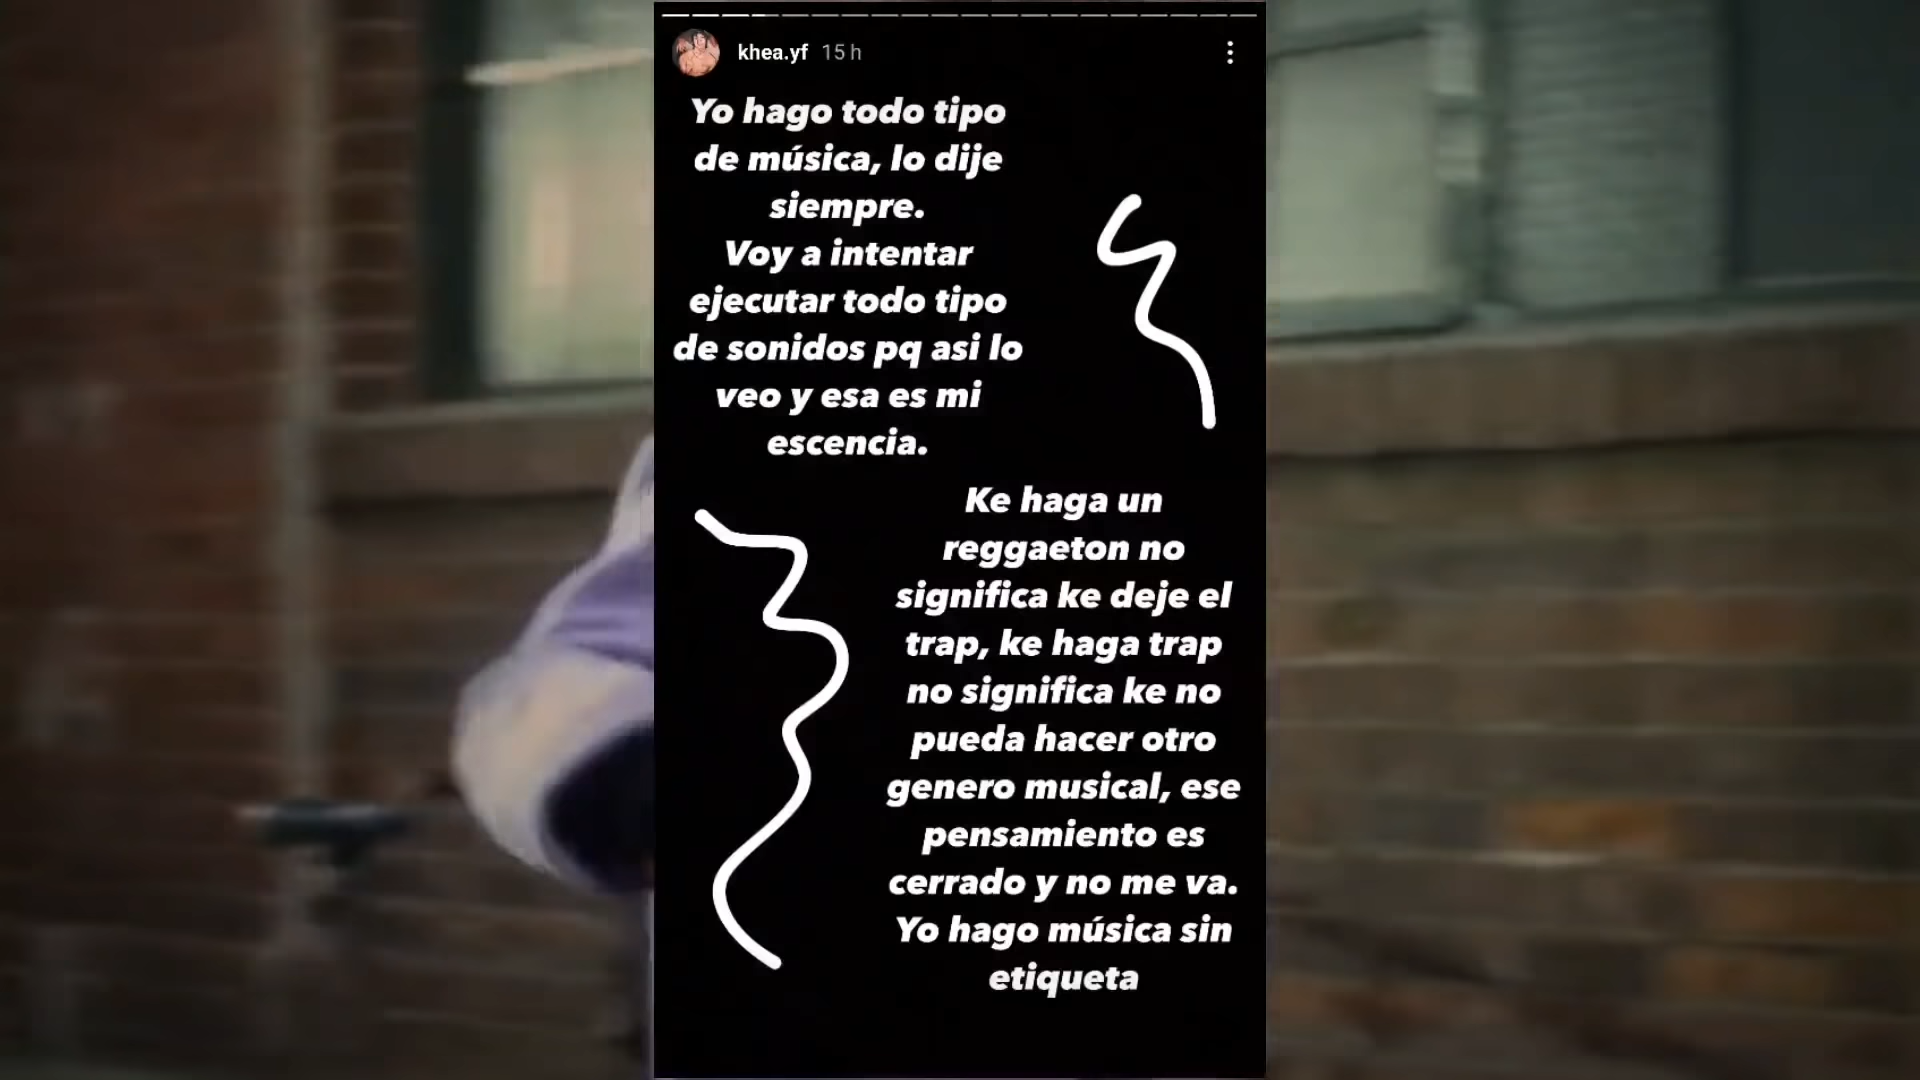 khea.yf 15 h
Yo hago todo tipo
de música, lo dije
siempre.
Voy a intentar
ejecutar todo tipo
de sonidos pq asi lo
veo y esa es mi
escencia.
Ke haga un
reggaeton no
significa ke deje el
trap, ke haga trap
no significa ke no
pueda hacer otro
genero musical, ese
pensamiento es
cerrado y no me va.
Yo hago música sin
etiqueta